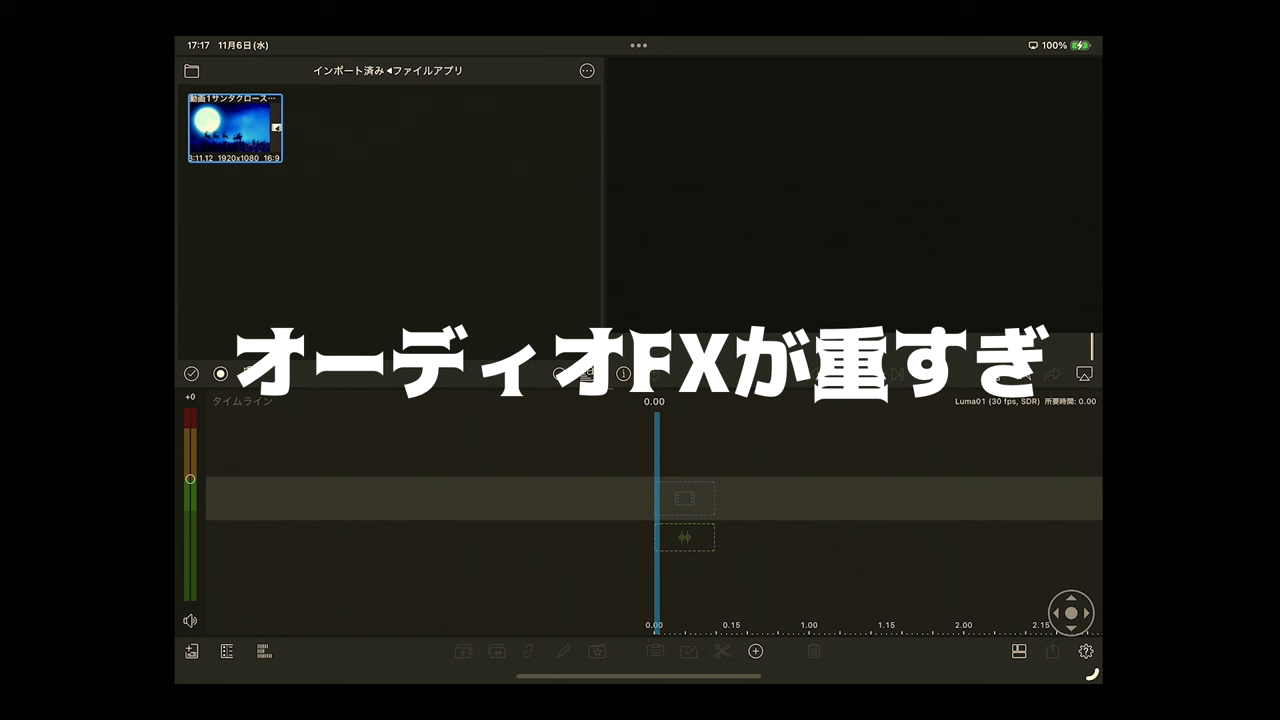 17:17 11月6日(水)
100%
インポート済み◀ファイルアプリ
動画1サンタクロース…
3:11.12 1920x1080 16:9
オーディオFXが重すぎ
+0
タイムライン
0.00
Luma01 (30 fps, SDR) 所要時間: 0.00
0.00 0.15 1.00 1.15 2.00 2.15